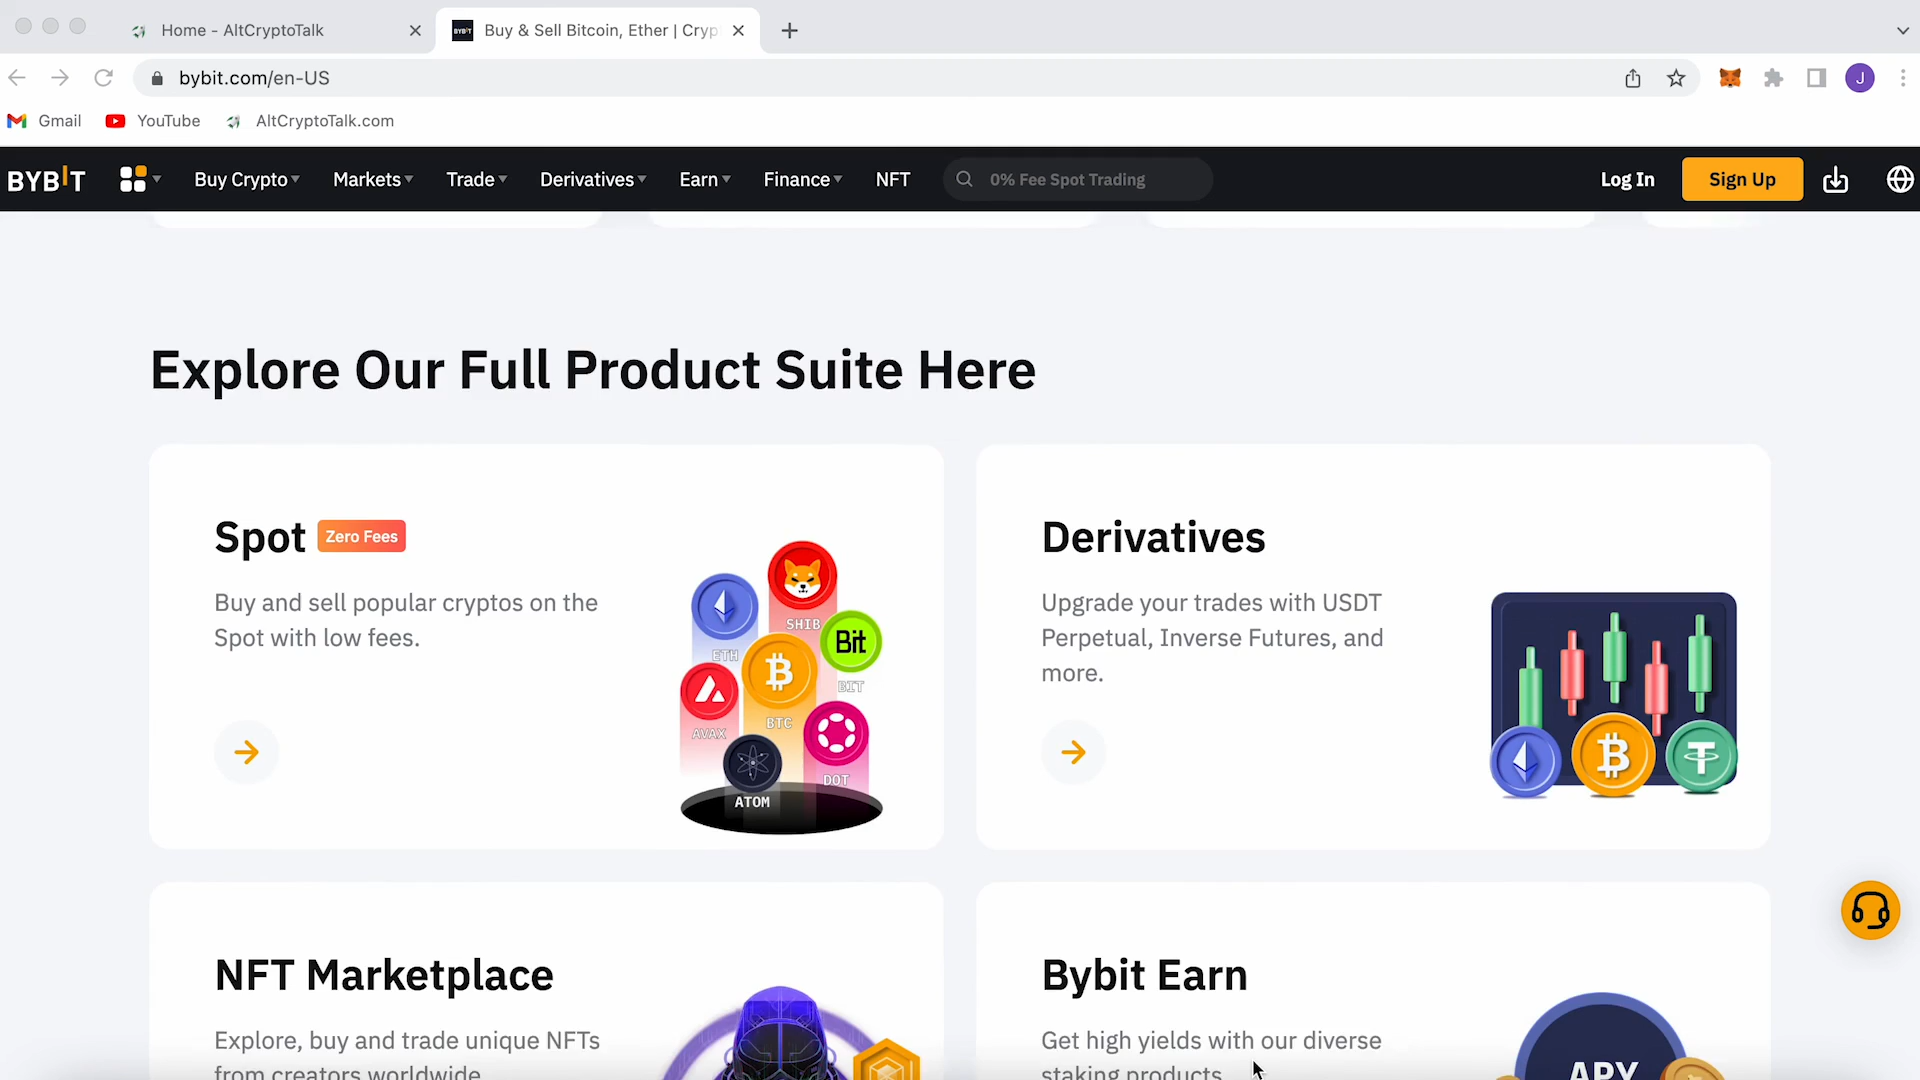 Home - AltCryptoTalk
BYBIT Buy & Sell Bitcoin, Ether | Cryp
bybit.com/en-US
J
Gmail YouTube AltCryptoTalk.com
BYBIT Buy Crypto Markets Trade Derivatives Earn Finance NFT 0% Fee Spot Trading Log In Sign Up
Explore Our Full Product Suite Here
Spot Zero Fees
Buy and sell popular cryptos on the
Spot with low fees.
SHIB
ETH
Bit
BIT
BTC
AVAX
DOT
ATOM
Derivatives
Upgrade your trades with USDT
Perpetual, Inverse Futures, and
more.
NFT Marketplace
Explore, buy and trade unique NFTs
from creators worldwide
Bybit Earn
Get high yields with our diverse
staking products.
APY